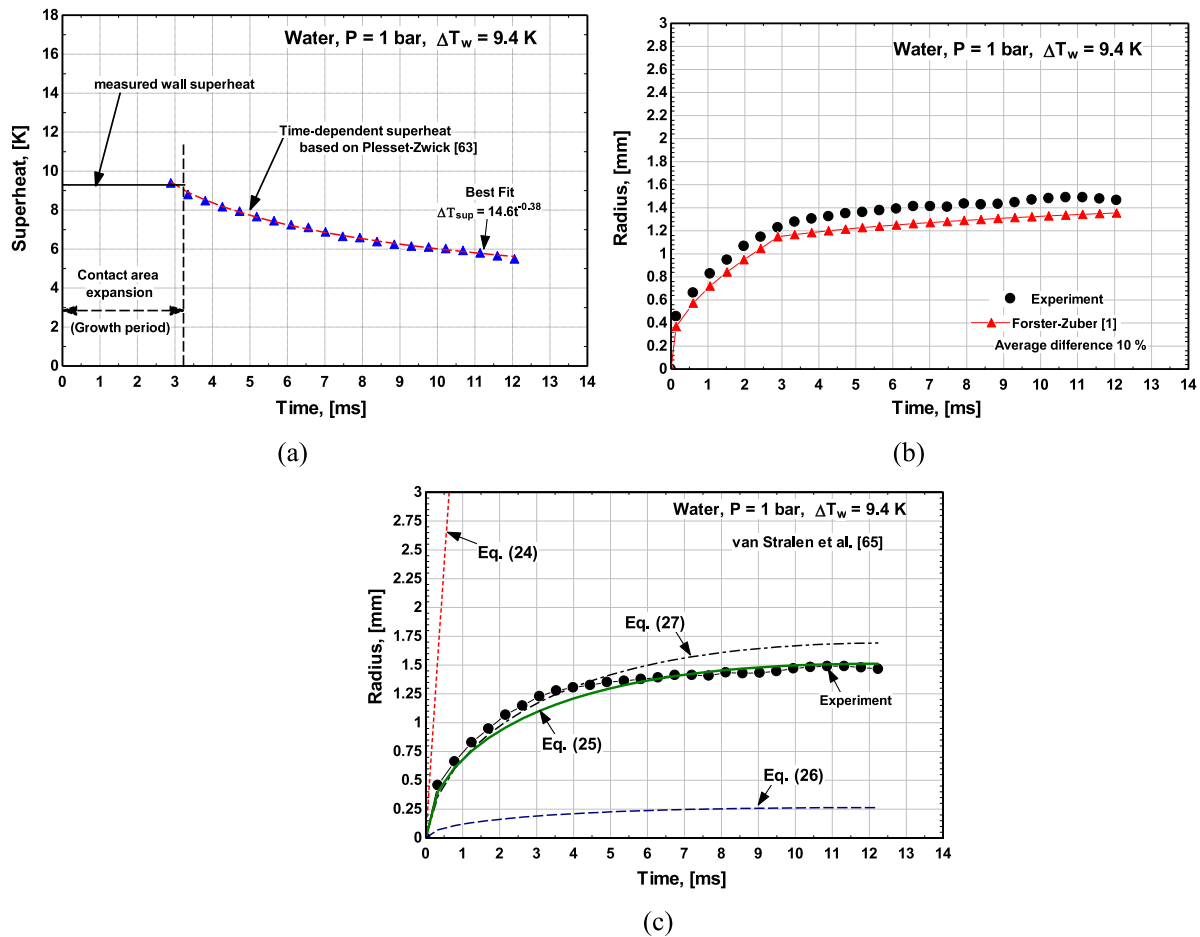 Water, P = 1 bar, ΔTw = 9.4 K
measured wall superheat
Time-dependent superheat
based on Plesset-Zwick [63]
Best Fit
ΔTsup = 14.6t-0.38
Contact area
expansion
(Growth period)
Superheat, [K]
18
16
14
12
10
8
6
4
2
0
0 1 2 3 4 5 6 7 8 9 10 11 12 13 14
Time, [ms]
(a)
Water, P = 1 bar, ΔTw = 9.4 K
Experiment
Forster-Zuber [1]
Average difference 10 %
Radius, [mm]
3
2.8
2.6
2.4
2.2
2
1.8
1.6
1.4
1.2
1
0.8
0.6
0.4
0.2
0
0 1 2 3 4 5 6 7 8 9 10 11 12 13 14
Time, [ms]
(b)
Water, P = 1 bar, ΔTw = 9.4 K
van Stralen et al. [65]
Eq. (24)
Eq. (27)
Experiment
Eq. (25)
Eq. (26)
Radius, [mm]
3
2.75
2.5
2.25
2
1.75
1.5
1.25
1
0.75
0.5
0.25
0
0 1 2 3 4 5 6 7 8 9 10 11 12 13 14
Time, [ms]
(c)